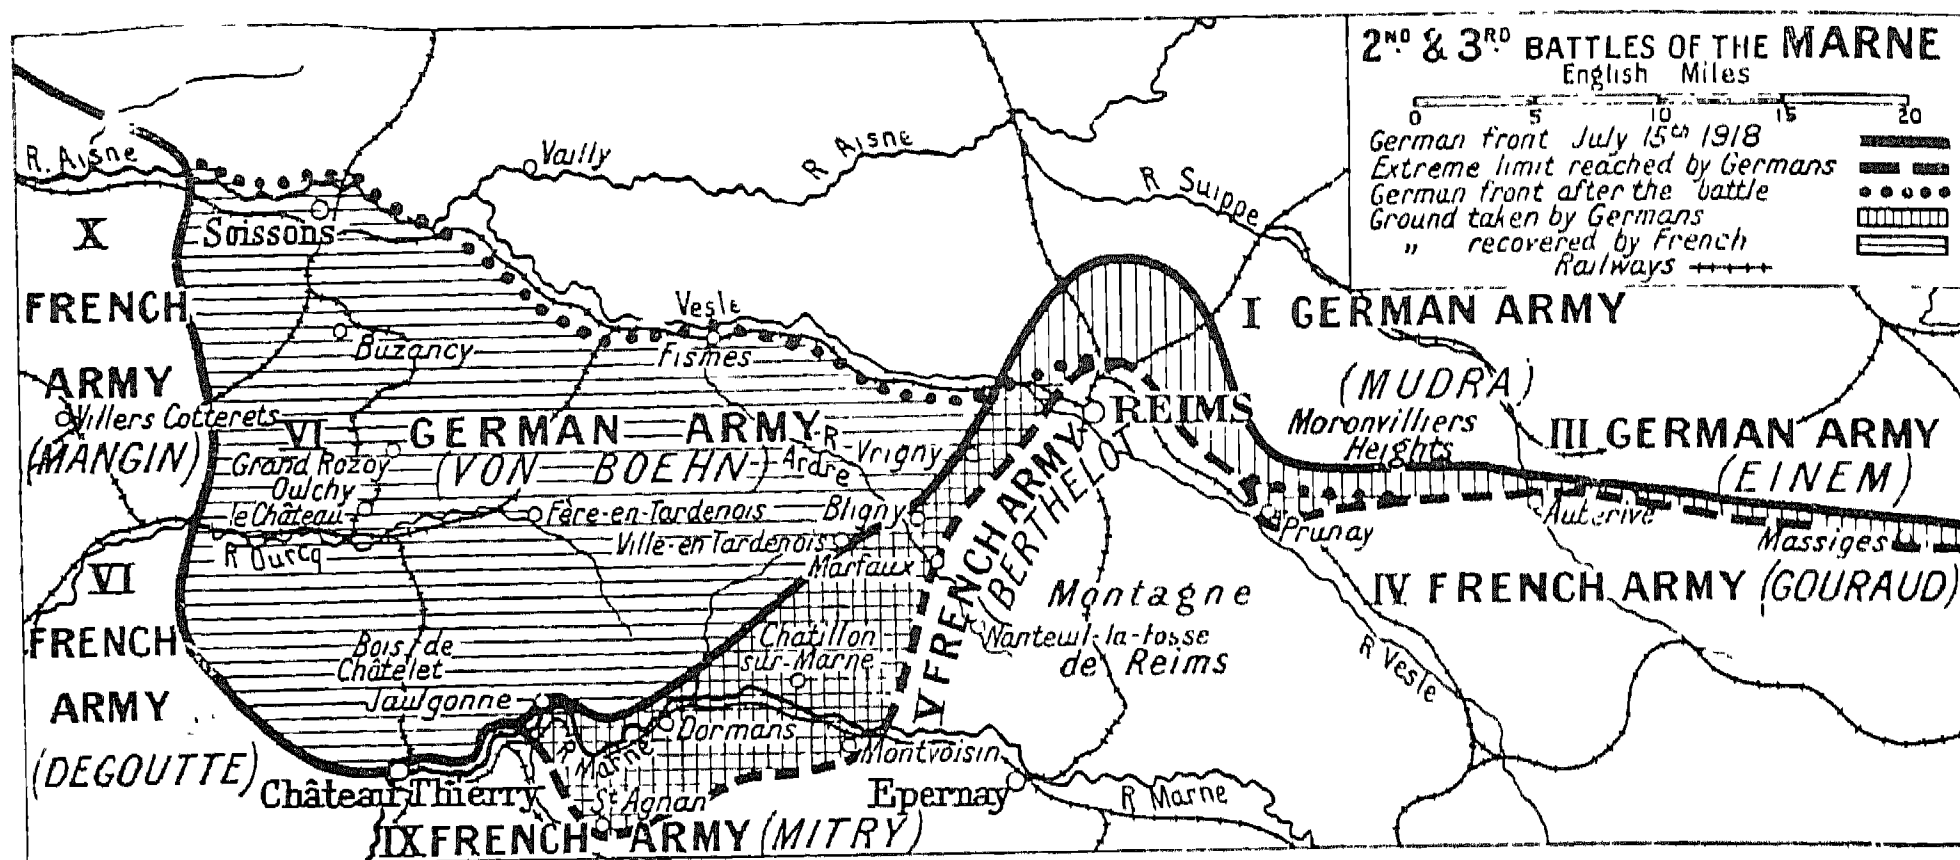 2ND & 3RD BATTLES OF THE MARNE
English Miles
0 5 10 15 20
German front July 15th 1918
Extreme limit reached by Germans
German front after the battle
Ground taken by Germans
" recovered by French
Railways
R. Aisne
Vailly
R Aisne
R Suippe
X
FRENCH
ARMY
(MANGIN)
Soissons
Buzancy
Vesle
Fismes
Villers Cotterets
VI GERMAN ARMY
(VON BOEHN)
Grand Rozoy
Oulchy
le Château
R Ourcq
Fère-en-Tardenois
Ville-en-Tardenois
R
Ardre
Vrigny
Bligny
Marfaux
I GERMAN ARMY
(MUDRA)
REIMS
Moronvilliers
Heights
III GERMAN ARMY
(EINEM)
Prunay
Auberive
Massiges
IV FRENCH ARMY (GOURAUD)
V FRENCH ARMY
(BERTHELOT)
Montagne
de Reims
Nanteuil-la-fosse
R Vesle
VI
FRENCH
ARMY
(DEGOUTTE)
Bois de
Châtelet
Jaulgonne
Chatillon
sur-Marne
Dormans
R Marne
Montvoisin
Château Thierry
St Agnan
Epernay
R Marne
IX FRENCH ARMY (MITRY)